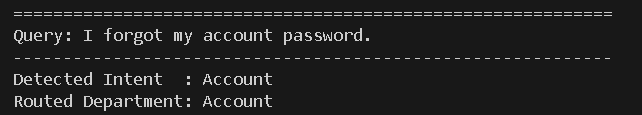 ============================================================
Query: I forgot my account password.
------------------------------------------------------------
Detected Intent  : Account
Routed Department: Account